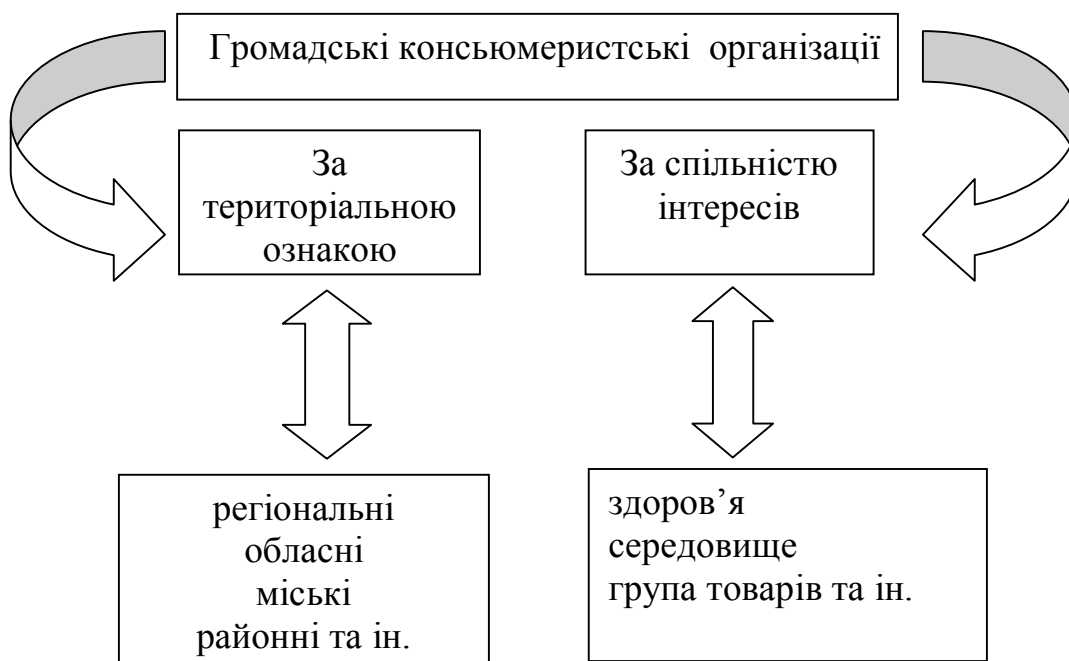 Громадські консьюмеристські організації
За
територіальною
ознакою
За спільністю
інтересів
регіональні
обласні
міські
районні та ін.
здоров’я
середовище
група товарів та ін.